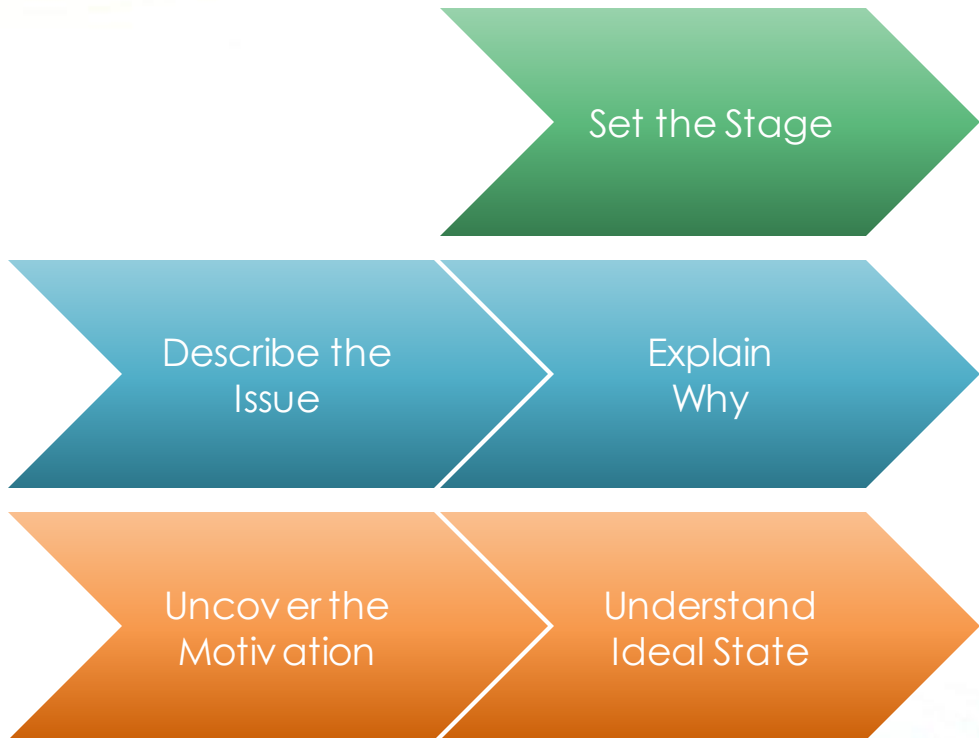 Set the Stage
Describe the
Issue
Explain
Why
Uncover the
Motivation
Understand
Ideal State